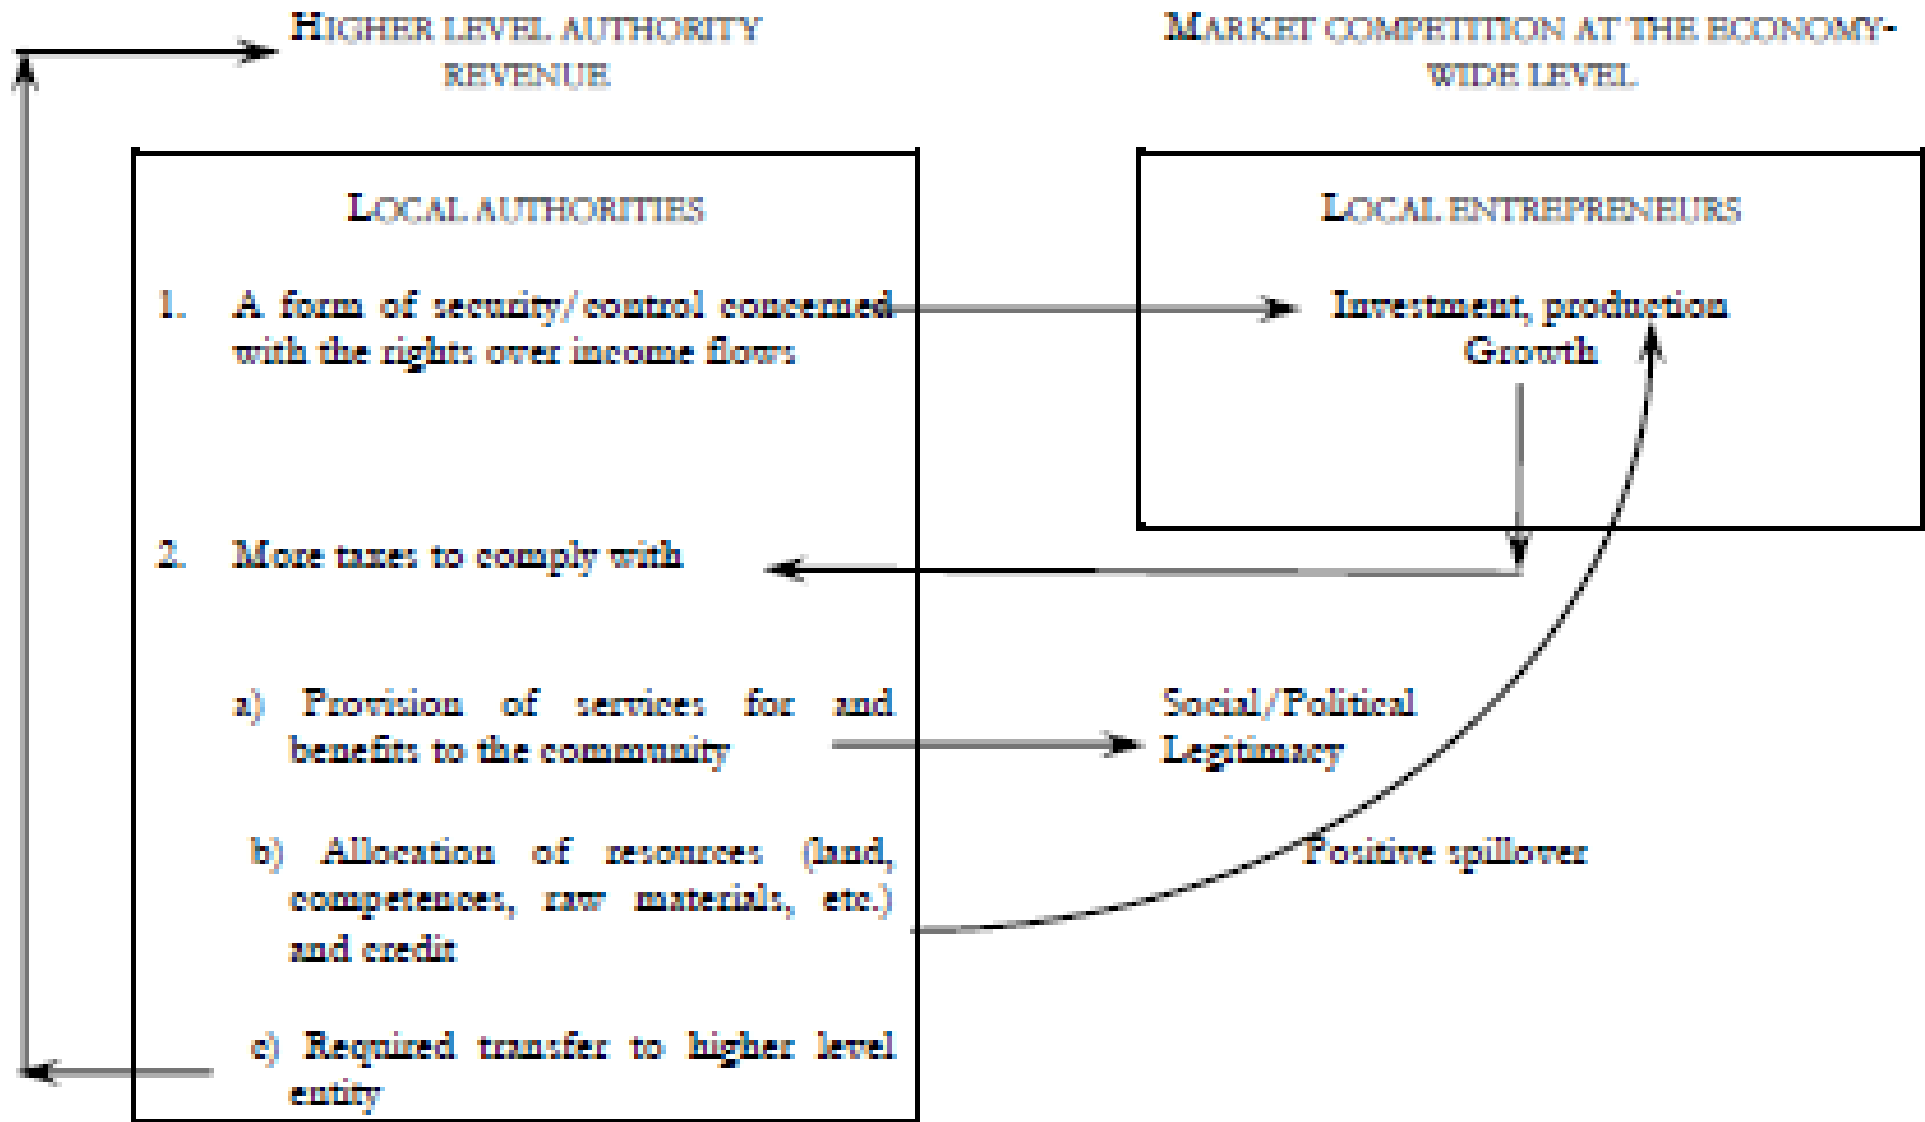 HIGHER LEVEL AUTHORITY
REVENUE
MARKET COMPETITION AT THE ECONOMY-
WIDE LEVEL
LOCAL AUTHORITIES
1. A form of security/control concerned
with the rights over income flows
2. More taxes to comply with
a) Provision of services for and
benefits to the community
b) Allocation of resources (land,
competences, raw materials, etc.)
and credit
c) Required transfer to higher level
entity
LOCAL ENTREPRENEURS
Investment, production
Growth
Social/Political
Legitimacy
Positive spillover